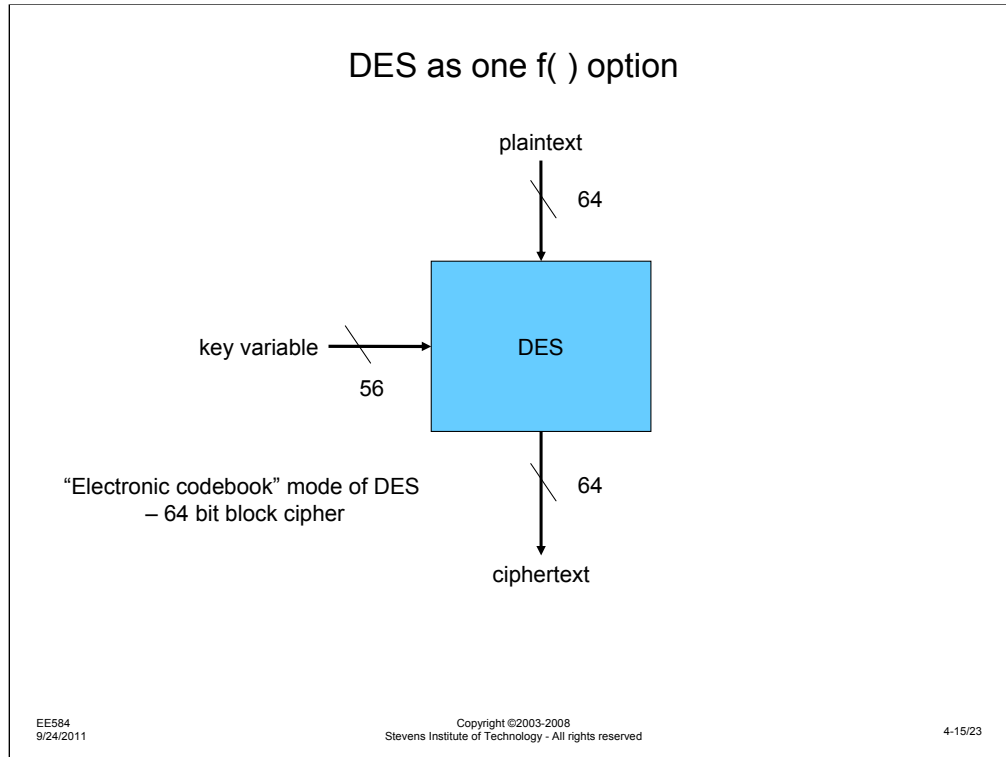 DES as one f( ) option
plaintext
64
key variable
DES
56
“Electronic codebook” mode of DES
– 64 bit block cipher
64
ciphertext
EE584
9/24/2011
Copyright ©2003-2008
Stevens Institute of Technology - All rights reserved
4-15/23